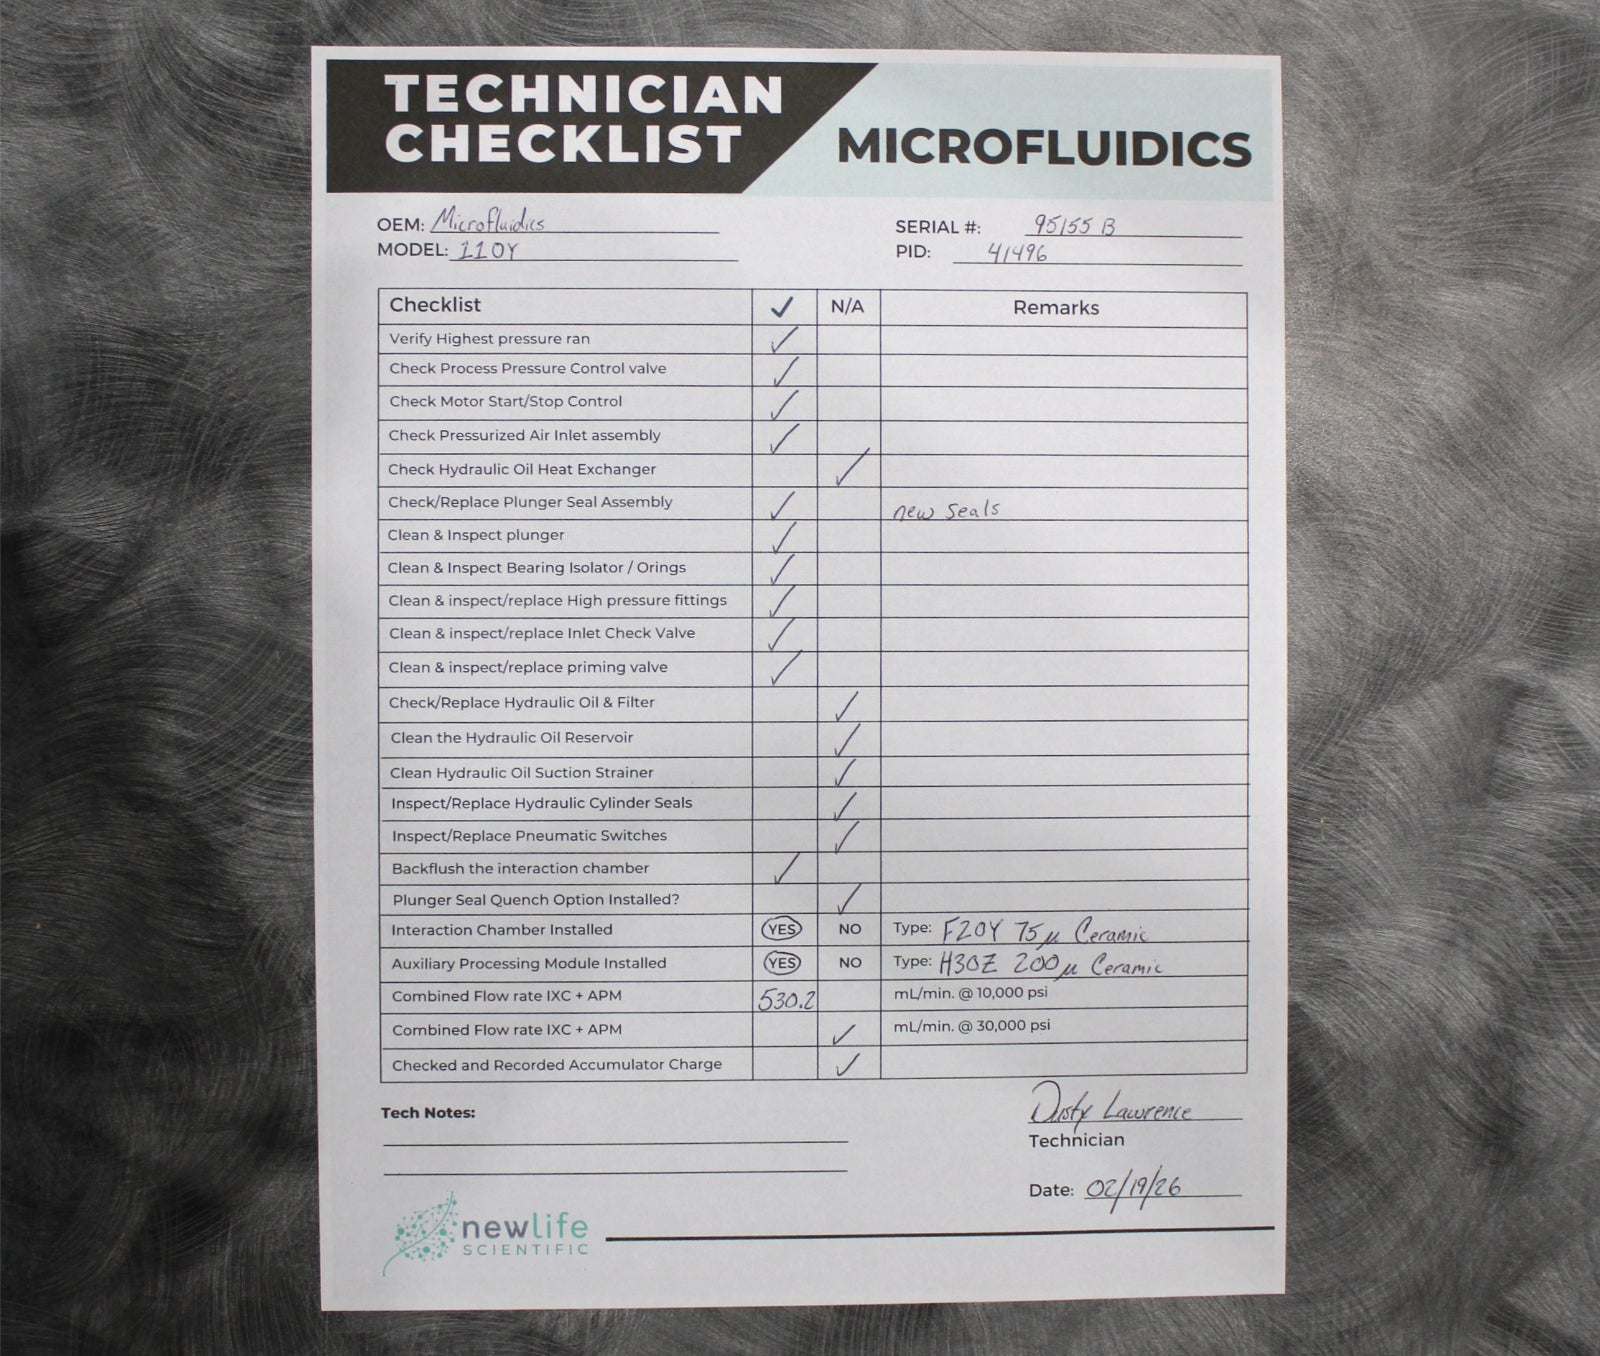 TECHNICIAN
CHECKLIST
MICROFLUIDICS
OEM: Microfluidics
MODEL: 110Y
SERIAL #: 95155 B
PID: 41496
Checklist ✓ N/A Remarks
Verify Highest pressure ran ✓
Check Process Pressure Control valve ✓
Check Motor Start/Stop Control ✓
Check Pressurized Air Inlet assembly ✓
Check Hydraulic Oil Heat Exchanger ✓
Check/Replace Plunger Seal Assembly ✓ new seals
Clean & Inspect plunger ✓
Clean & Inspect Bearing Isolator / Orings ✓
Clean & inspect/replace High pressure fittings ✓
Clean & inspect/replace Inlet Check Valve ✓
Clean & inspect/replace priming valve ✓
Check/Replace Hydraulic Oil & Filter ✓
Clean the Hydraulic Oil Reservoir ✓
Clean Hydraulic Oil Suction Strainer ✓
Inspect/Replace Hydraulic Cylinder Seals ✓
Inspect/Replace Pneumatic Switches ✓
Backflush the interaction chamber ✓
Plunger Seal Quench Option Installed? ✓
Interaction Chamber Installed YES NO Type: F20Y 75μ Ceramic
Auxiliary Processing Module Installed YES NO Type: H30Z 200μ Ceramic
Combined Flow rate IXC + APM 530.2 mL/min. @ 10,000 psi
Combined Flow rate IXC + APM ✓ mL/min. @ 30,000 psi
Checked and Recorded Accumulator Charge ✓
Tech Notes:
Dusty Lawrence
Technician
Date: 02/19/26
newlife
SCIENTIFIC